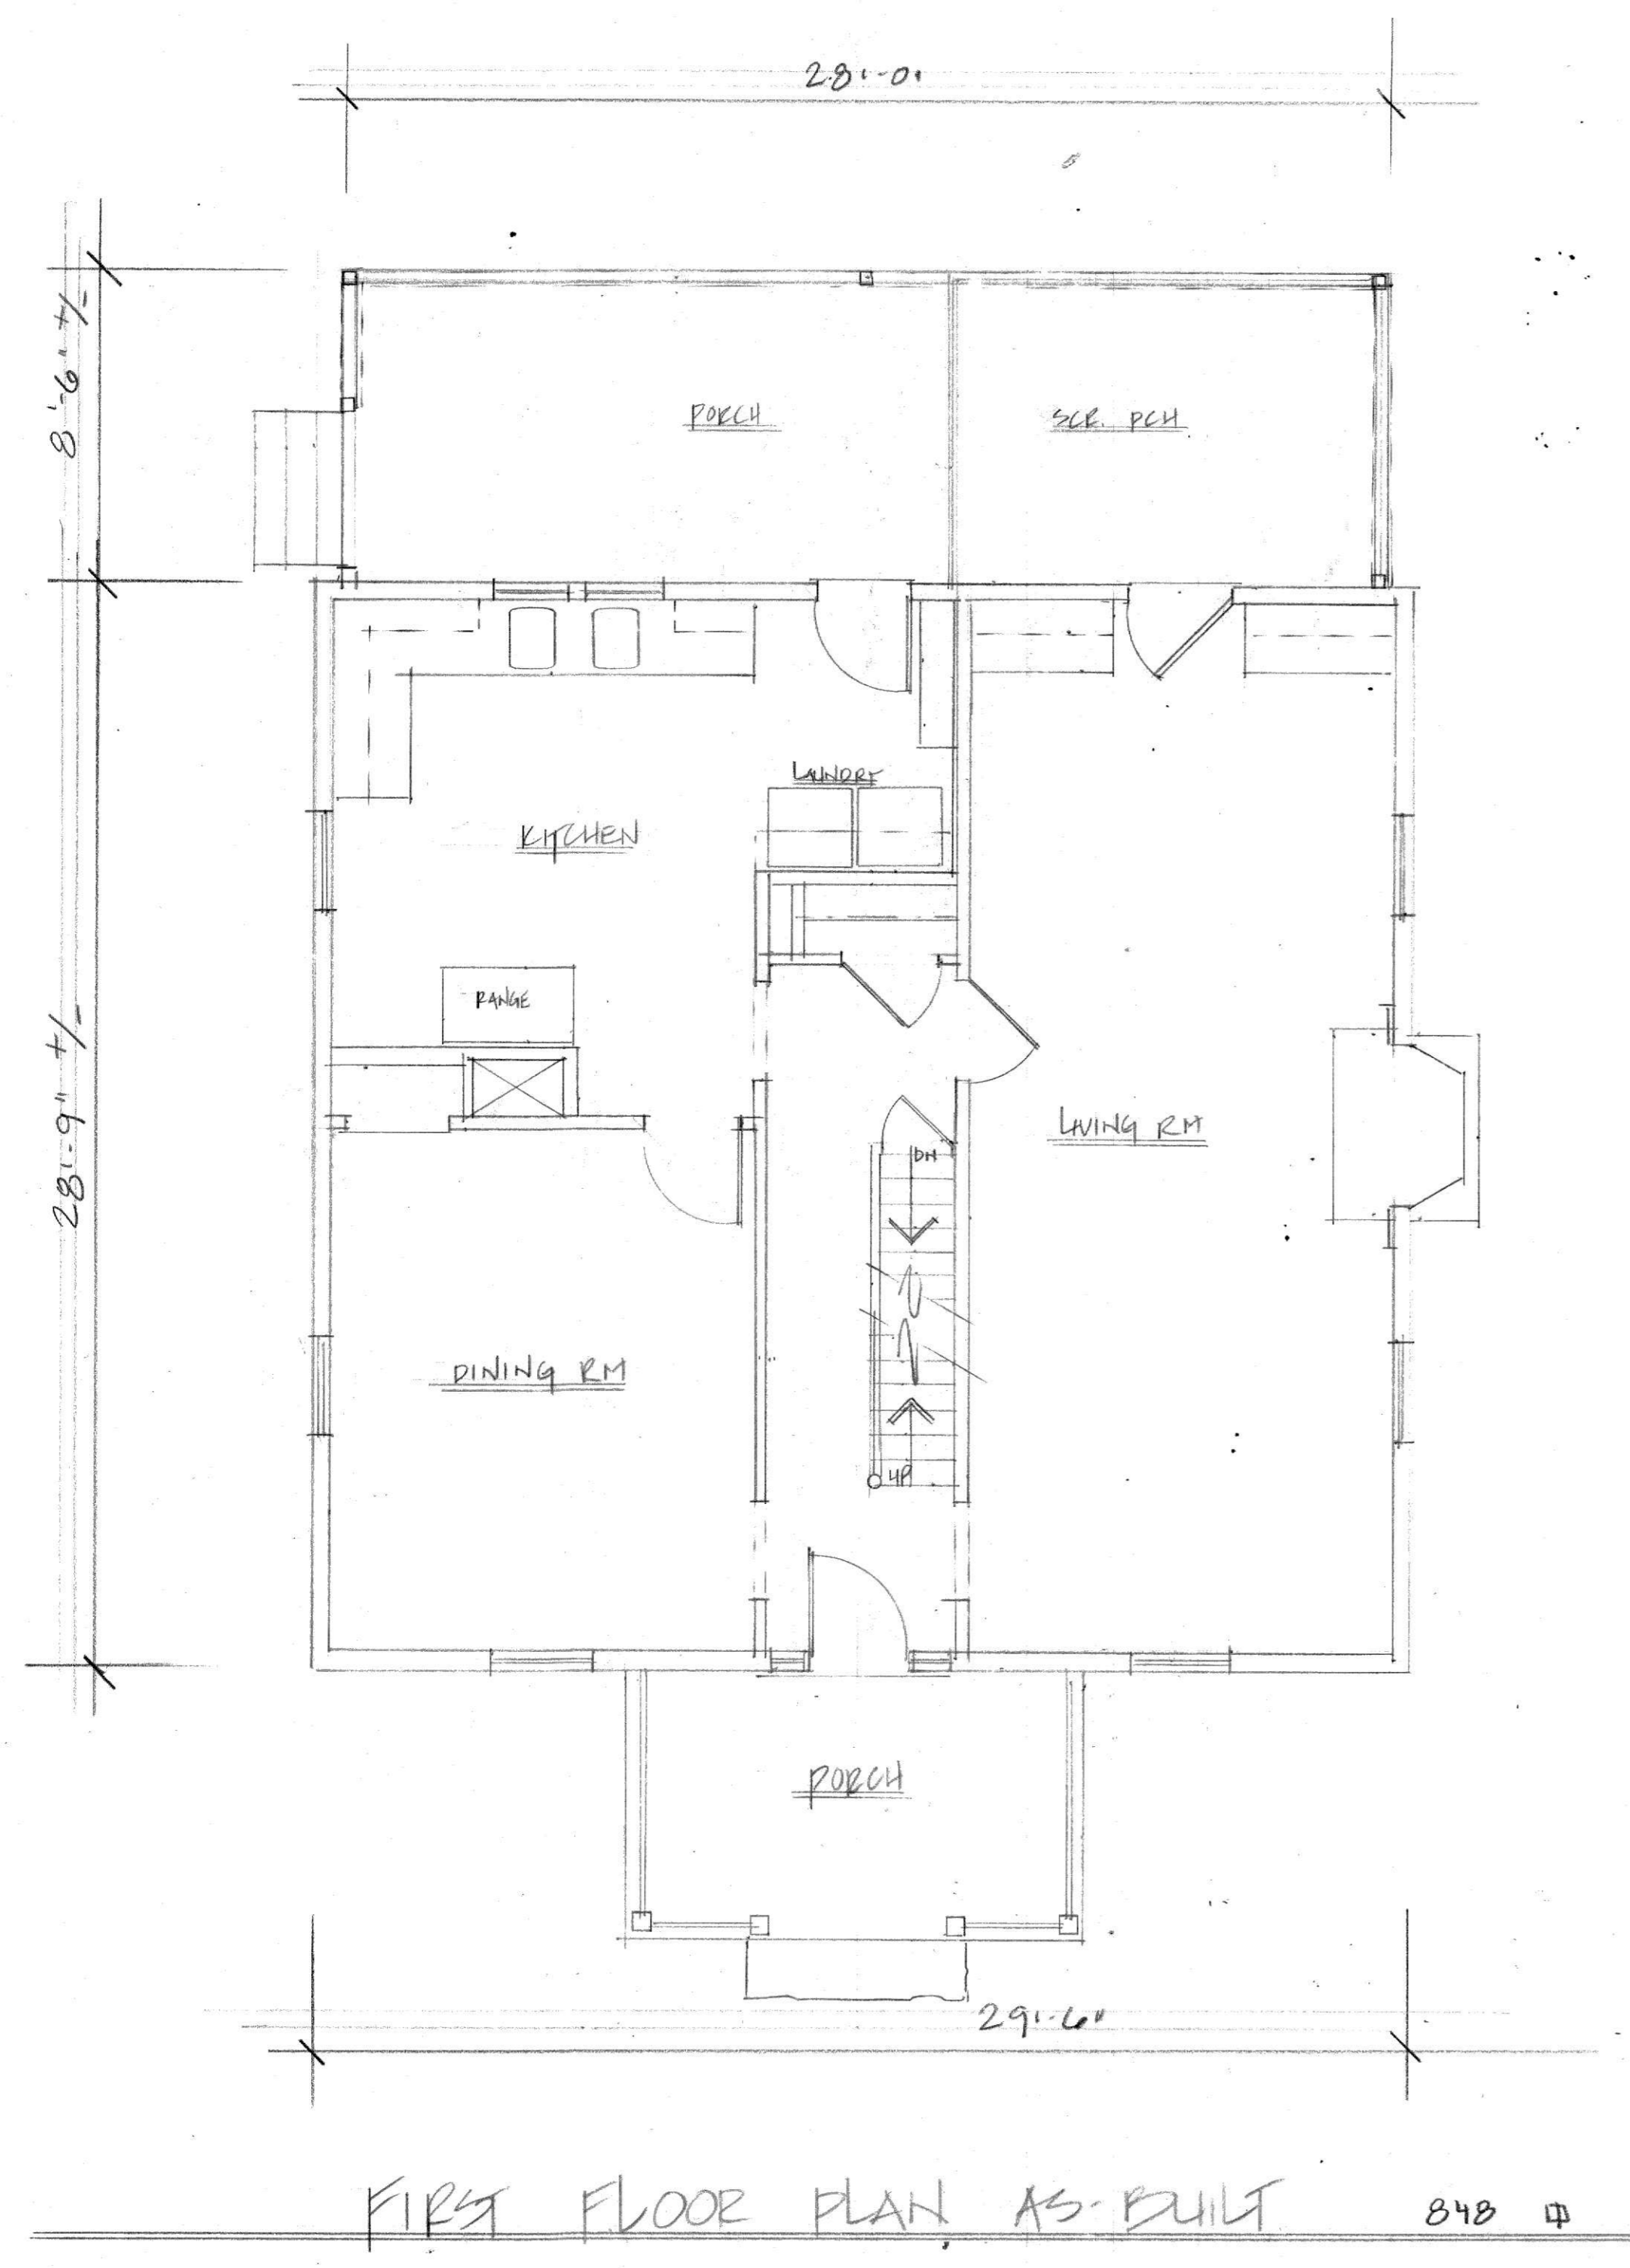 28'-0"
8'-6" +/-
PORCH
SCR. PCH
LAUNDRY
KITCHEN
RANGE
28'-9" +/-
LIVING RM
DN
DINING RM
UP
PORCH
29'-6"
FIRST FLOOR PLAN AS-BUILT
848